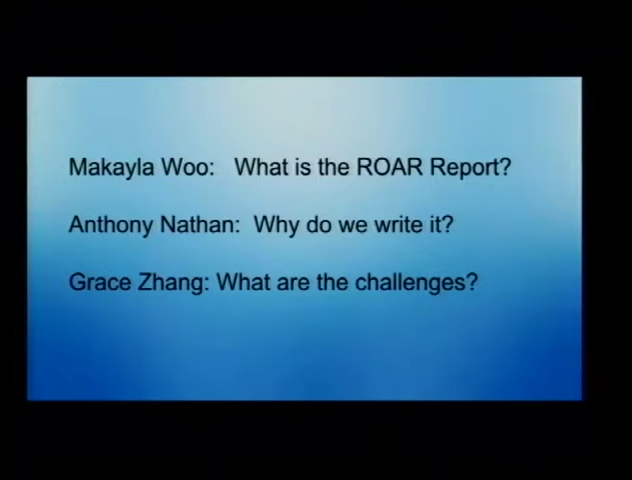 Makayla Woo: What is the ROAR Report?
Anthony Nathan: Why do we write it?
Grace Zhang: What are the challenges?